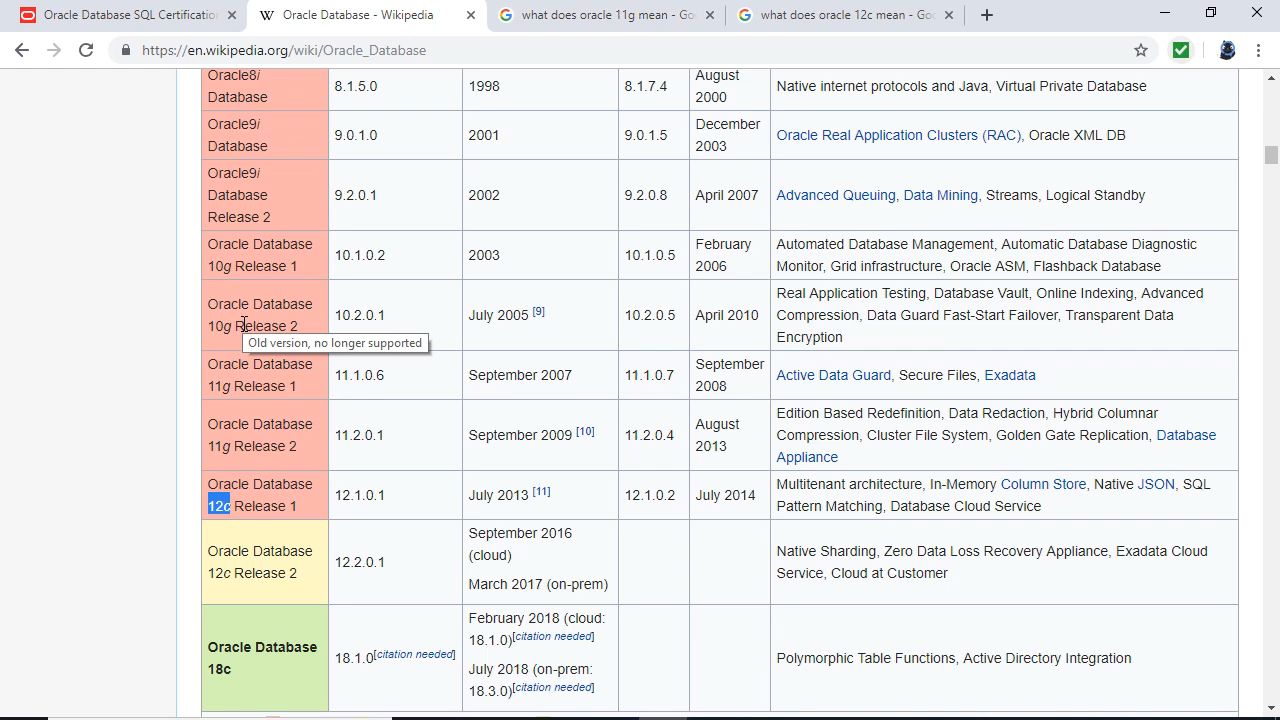 Oracle Database SQL Certification
Oracle Database - Wikipedia
what does oracle 11g mean - Go
what does oracle 12c mean - Go
https://en.wikipedia.org/wiki/Oracle_Database
Oracle8i
Database
8.1.5.0
1998
8.1.7.4
August
2000
Native internet protocols and Java, Virtual Private Database
Oracle9i
Database
9.0.1.0
2001
9.0.1.5
December
2003
Oracle Real Application Clusters (RAC), Oracle XML DB
Oracle9i
Database
Release 2
9.2.0.1
2002
9.2.0.8
April 2007
Advanced Queuing, Data Mining, Streams, Logical Standby
Oracle Database
10g Release 1
10.1.0.2
2003
10.1.0.5
February
2006
Automated Database Management, Automatic Database Diagnostic
Monitor, Grid infrastructure, Oracle ASM, Flashback Database
Oracle Database
10g Release 2
10.2.0.1
July 2005 [9]
10.2.0.5
April 2010
Real Application Testing, Database Vault, Online Indexing, Advanced
Compression, Data Guard Fast-Start Failover, Transparent Data
Encryption
Old version, no longer supported
Oracle Database
11g Release 1
11.1.0.6
September 2007
11.1.0.7
September
2008
Active Data Guard, Secure Files, Exadata
Oracle Database
11g Release 2
11.2.0.1
September 2009 [10]
11.2.0.4
August
2013
Edition Based Redefinition, Data Redaction, Hybrid Columnar
Compression, Cluster File System, Golden Gate Replication, Database
Appliance
Oracle Database
12c Release 1
12.1.0.1
July 2013 [11]
12.1.0.2
July 2014
Multitenant architecture, In-Memory Column Store, Native JSON, SQL
Pattern Matching, Database Cloud Service
Oracle Database
12c Release 2
12.2.0.1
September 2016
(cloud)
March 2017 (on-prem)
Native Sharding, Zero Data Loss Recovery Appliance, Exadata Cloud
Service, Cloud at Customer
Oracle Database
18c
18.1.0[citation needed]
February 2018 (cloud:
18.1.0)[citation needed]
July 2018 (on-prem:
18.3.0)[citation needed]
Polymorphic Table Functions, Active Directory Integration